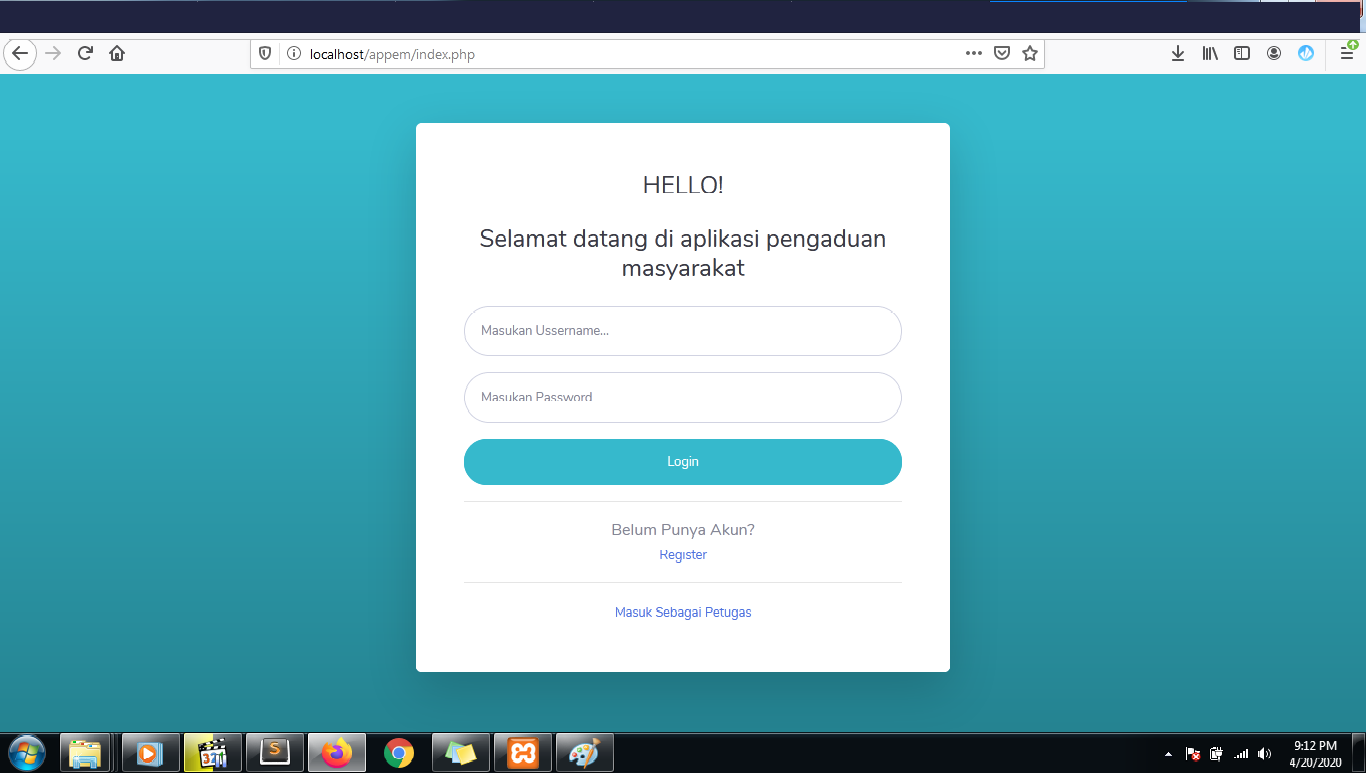 localhost/appem/index.php
HELLO!
Selamat datang di aplikasi pengaduan
masyarakat
Masukan Ussername...
Masukan Password
Login
Belum Punya Akun?
Register
Masuk Sebagai Petugas
321
S
9:12 PM
4/20/2020